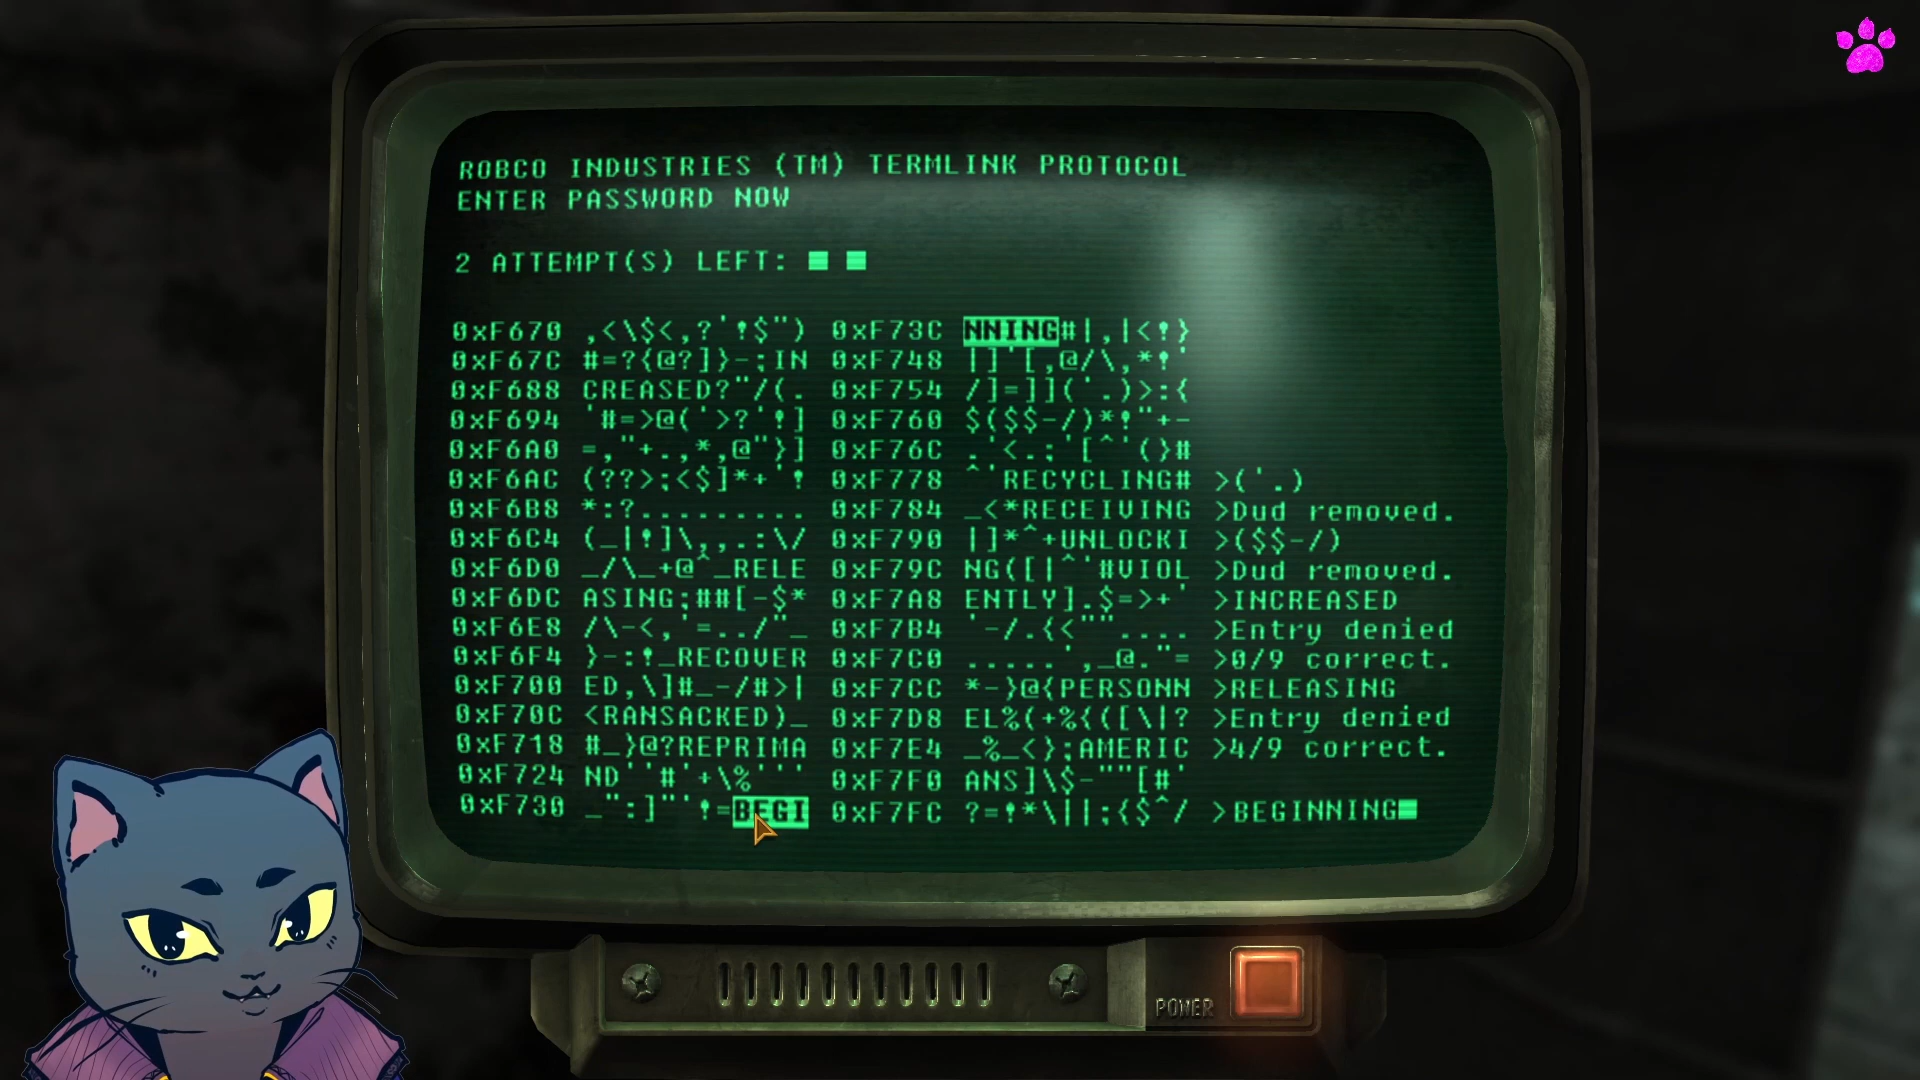 ROBCO INDUSTRIES (TM) TERMLINK PROTOCOL
ENTER PASSWORD NOW
2 ATTEMPT(S) LEFT:
0xF670 ,<\$<,?'!$") 0xF73C NNING#|,|<!}
0xF67C #=?{@?]}-;IN 0xF748 |]'[,@/\,*!'
0xF688 CREASED?"/(. 0xF754 /]=]]('.)>:{
0xF694 '#=>@('>?'!] 0xF760 $($$-/)*!"+-
0xF6A0 =,"+.,*,@"}] 0xF76C .'<.;'[^'(}#
0xF6AC (??>;<$]*+'! 0xF778 ^'RECYCLING# >('.)
0xF6B8 *:?......... 0xF784 _<*RECEIVING >Dud removed.
0xF6C4 (_|!]\,,.:\/ 0xF790 |]*^+UNLOCKI >($$-/)
0xF6D0 _/\_+@^_RELE 0xF79C NG([|^'#VIOL >Dud removed.
0xF6DC ASING;##[-$* 0xF7A8 ENTLY].$=>+' >INCREASED
0xF6E8 /\-<,'=../"_ 0xF7B4 '-/.{<"".... >Entry denied
0xF6F4 }-:!_RECOVER 0xF7C0 .....',_@."= >0/9 correct.
0xF700 ED,\]#_-/#>| 0xF7CC *-}@{PERSONN >RELEASING
0xF70C <RANSACKED)_ 0xF7D8 EL%(+%{([\|? >Entry denied
0xF718 #_}@?REPRIMA 0xF7E4 _%_<};AMERIC >4/9 correct.
0xF724 ND''#'+\%''' 0xF7F0 ANS]\$-""[#'
0xF730 _":]"'!=BEGI 0xF7FC ?=!*\||;{$^/ >BEGINNING
POWER